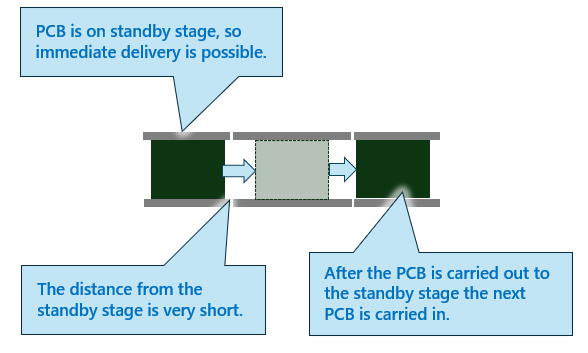 PCB is on standby stage, so
immediate delivery is possible.
The distance from the
standby stage is very short.
After the PCB is carried out to
the standby stage the next
PCB is carried in.